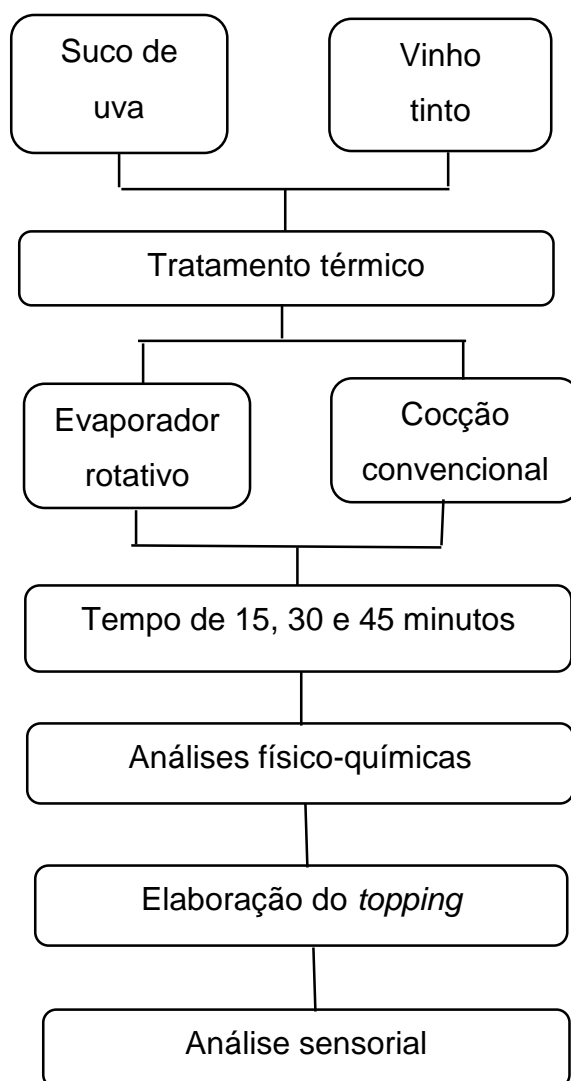 Suco de
uva
Vinho
tinto
Tratamento térmico
Evaporador
rotativo
Cocção
convencional
Tempo de 15, 30 e 45 minutos
Análises físico-químicas
Elaboração do topping
Análise sensorial